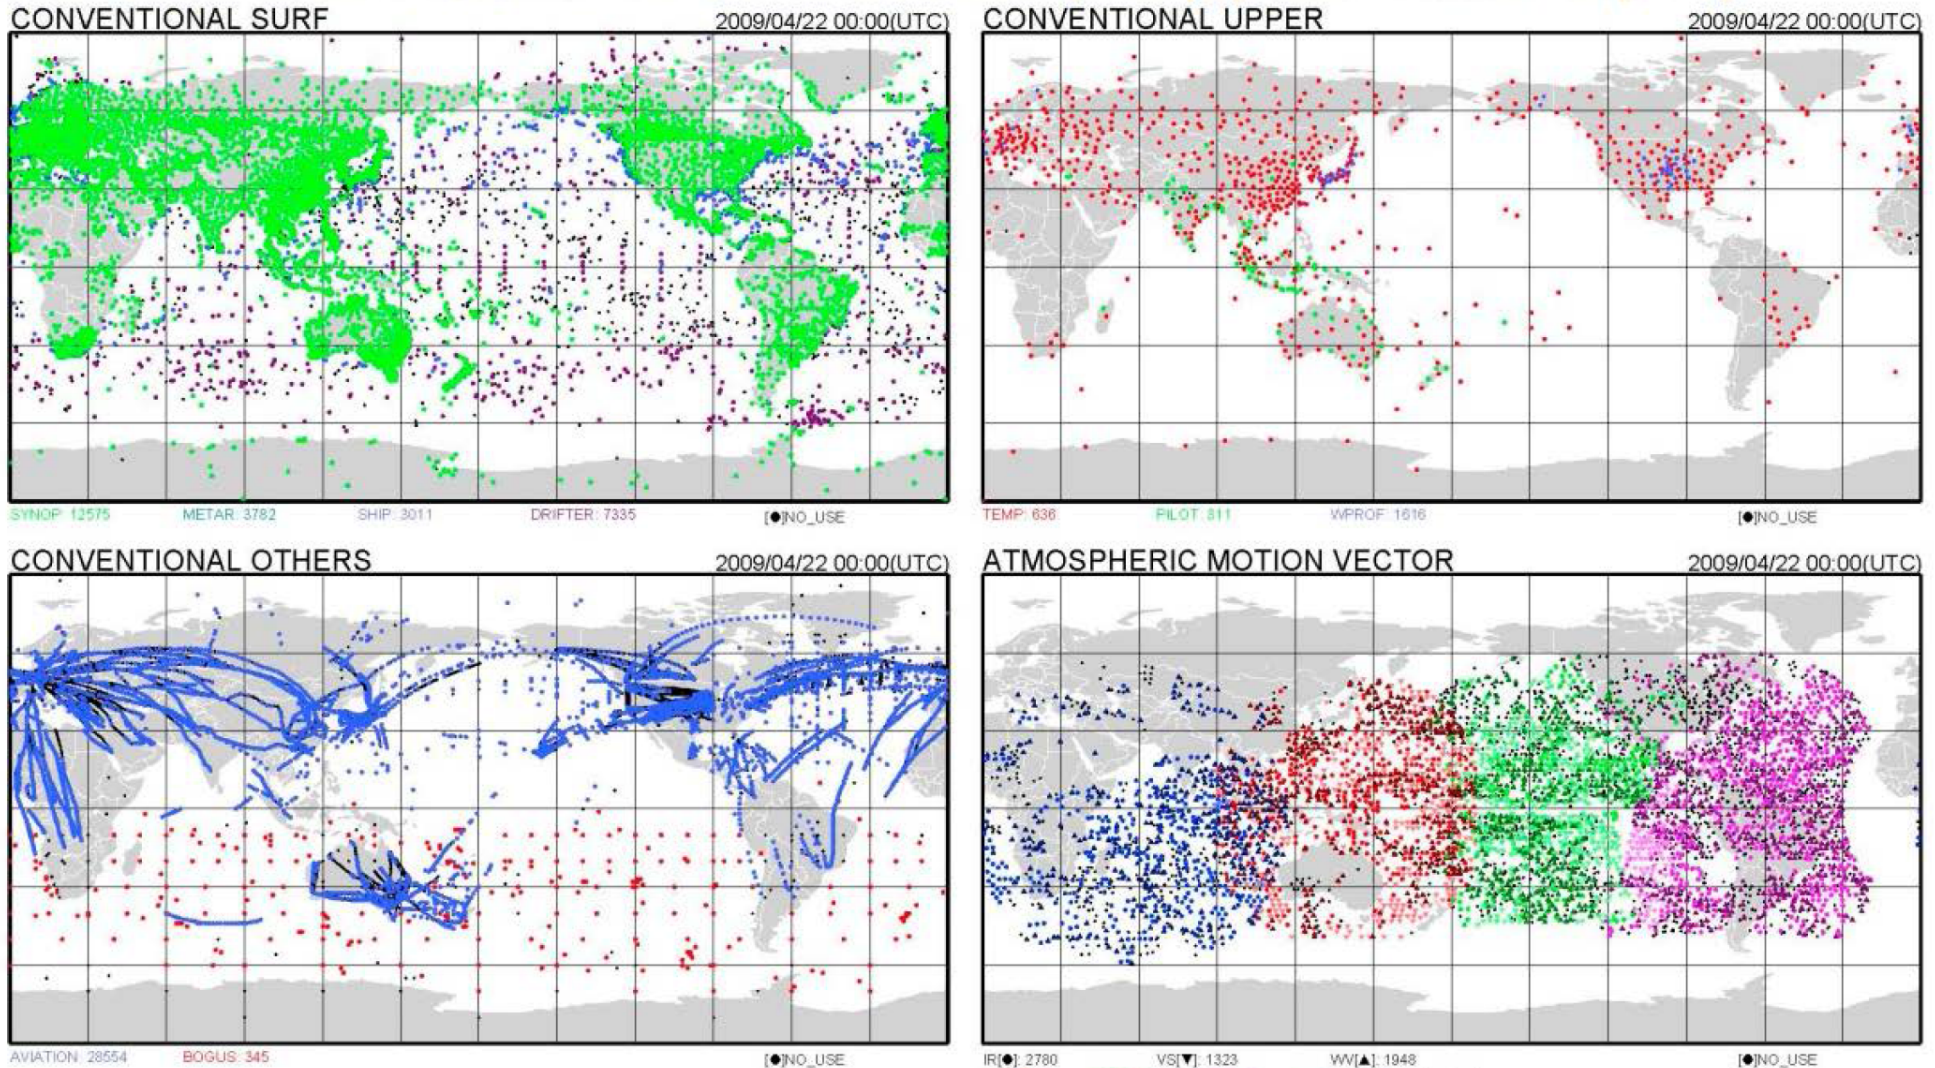 CONVENTIONAL SURF 2009/04/22 00:00(UTC)
SYNOP: 12575 METAR: 3782 SHIP: 3011 DRIFTER: 7335 [●]NO_USE
CONVENTIONAL UPPER 2009/04/22 00:00(UTC)
TEMP: 636 PILOT: 311 WPROF: 1616 [●]NO_USE
CONVENTIONAL OTHERS 2009/04/22 00:00(UTC)
AVIATION: 28554 BOGUS: 345 [●]NO_USE
ATMOSPHERIC MOTION VECTOR 2009/04/22 00:00(UTC)
IR[●]: 2780 VS[▼]: 1323 WV[▲]: 1948 [●]NO_USE